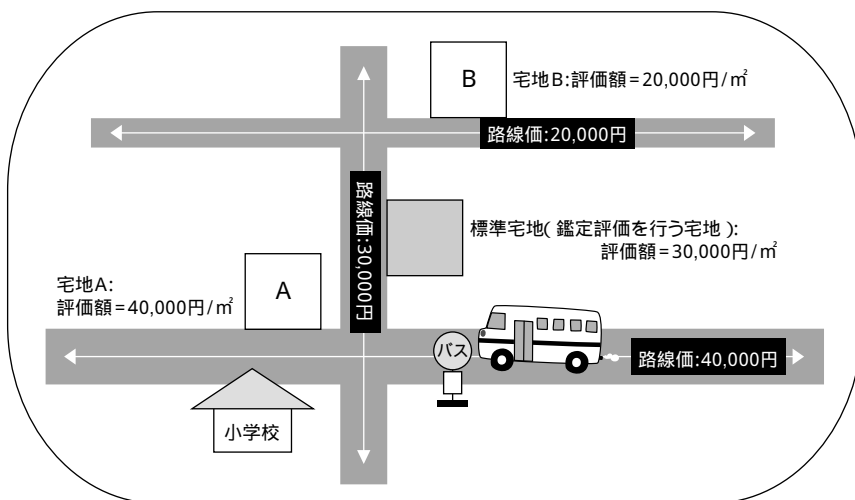 B
宅地B:評価額=20,000円/㎡
路線価:20,000円
路線価:30,000円
標準宅地(鑑定評価を行う宅地):
評価額=30,000円/㎡
宅地A:
評価額=40,000円/㎡
A
バス
路線価:40,000円
小学校